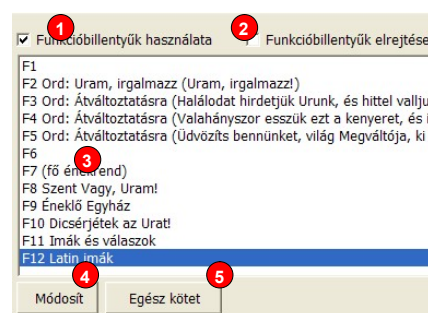 1 2
Funkcióbillentyűk használata Funkcióbillentyűk elrejtése
F1
F2 Ord: Uram, irgalmazz (Uram, irgalmazz!)
F3 Ord: Átváltoztatásra (Halálodat hirdetjük Urunk, és hittel vallju
F4 Ord: Átváltoztatásra (Valahányszor esszük ezt a kenyeret, és i
F5 Ord: Átváltoztatásra (Üdvözíts bennünket, világ Megváltója, ki
F6
F7 (fő énekrend)
3
F8 Szent Vagy, Uram!
F9 Éneklő Egyház
F10 Dicsérjétek az Urat!
F11 Imák és válaszok
F12 Latin imák
4 5
Módosít Egész kötet